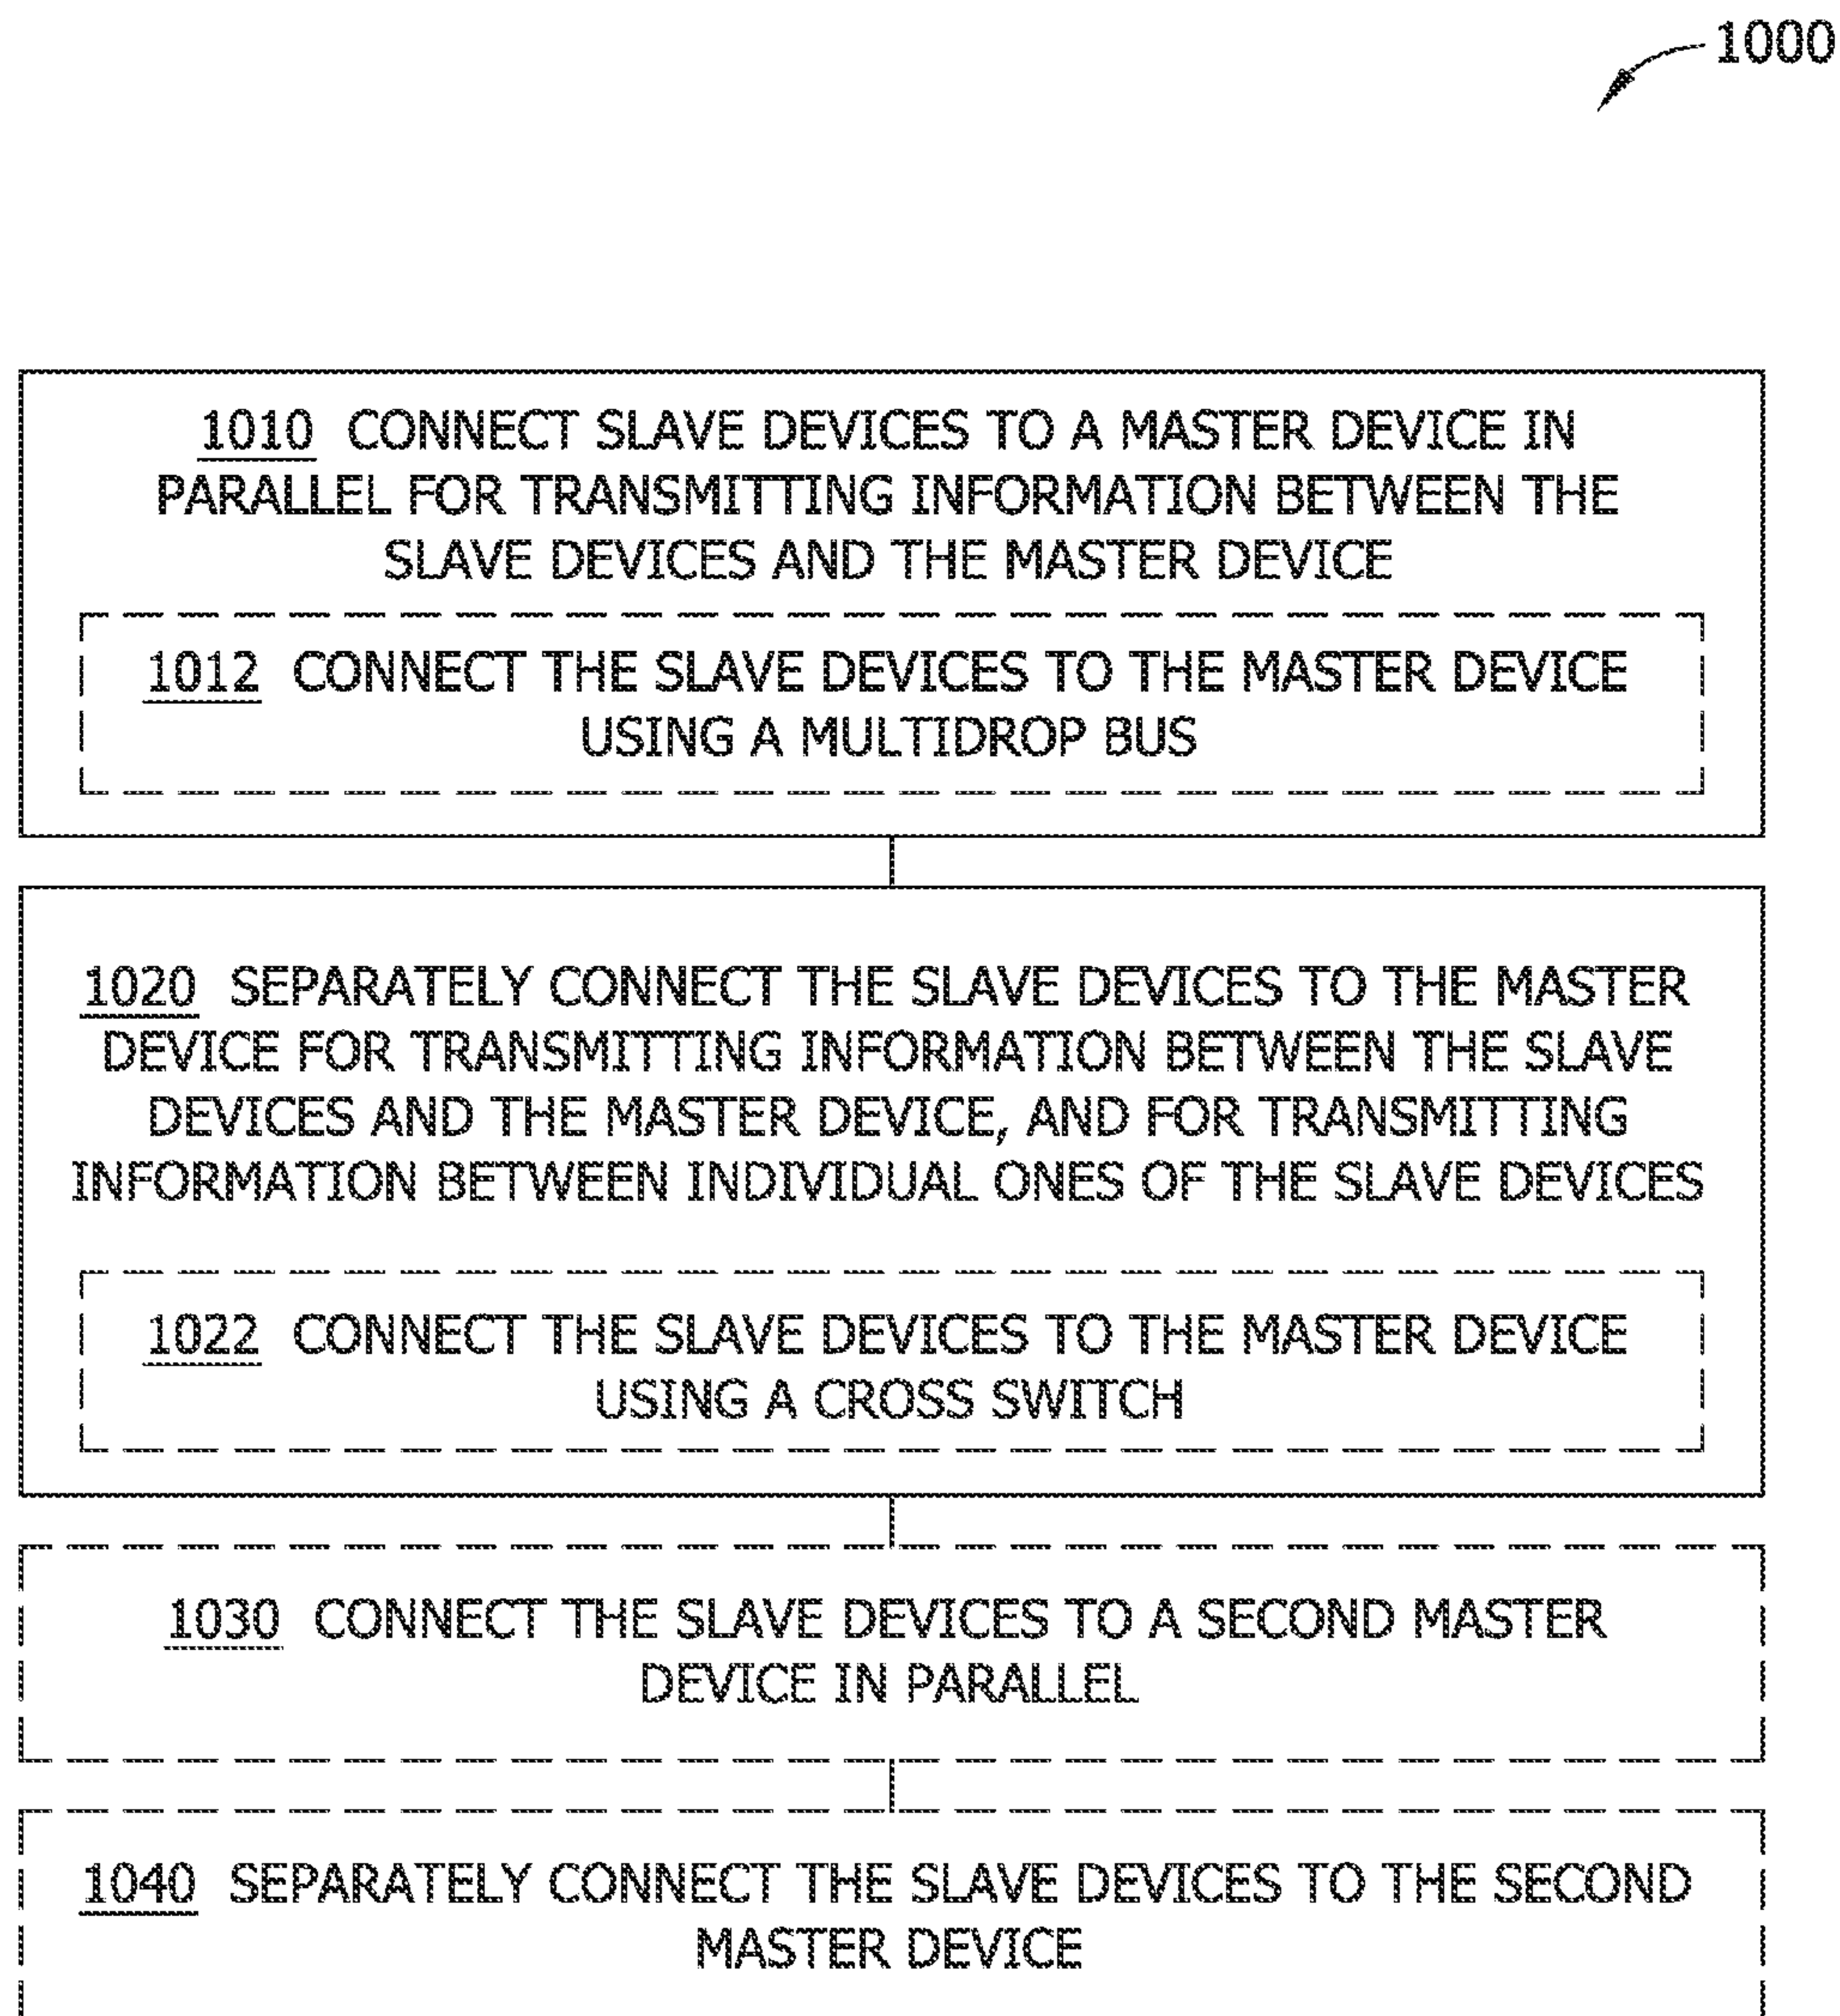 1000
1010 CONNECT SLAVE DEVICES TO A MASTER DEVICE IN
PARALLEL FOR TRANSMITTING INFORMATION BETWEEN THE
SLAVE DEVICES AND THE MASTER DEVICE
1012 CONNECT THE SLAVE DEVICES TO THE MASTER DEVICE
USING A MULTIDROP BUS
1020 SEPARATELY CONNECT THE SLAVE DEVICES TO THE MASTER
DEVICE FOR TRANSMITTING INFORMATION BETWEEN THE SLAVE
DEVICES AND THE MASTER DEVICE, AND FOR TRANSMITTING
INFORMATION BETWEEN INDIVIDUAL ONES OF THE SLAVE DEVICES
1022 CONNECT THE SLAVE DEVICES TO THE MASTER DEVICE
USING A CROSS SWITCH
1030 CONNECT THE SLAVE DEVICES TO A SECOND MASTER
DEVICE IN PARALLEL
1040 SEPARATELY CONNECT THE SLAVE DEVICES TO THE SECOND
MASTER DEVICE